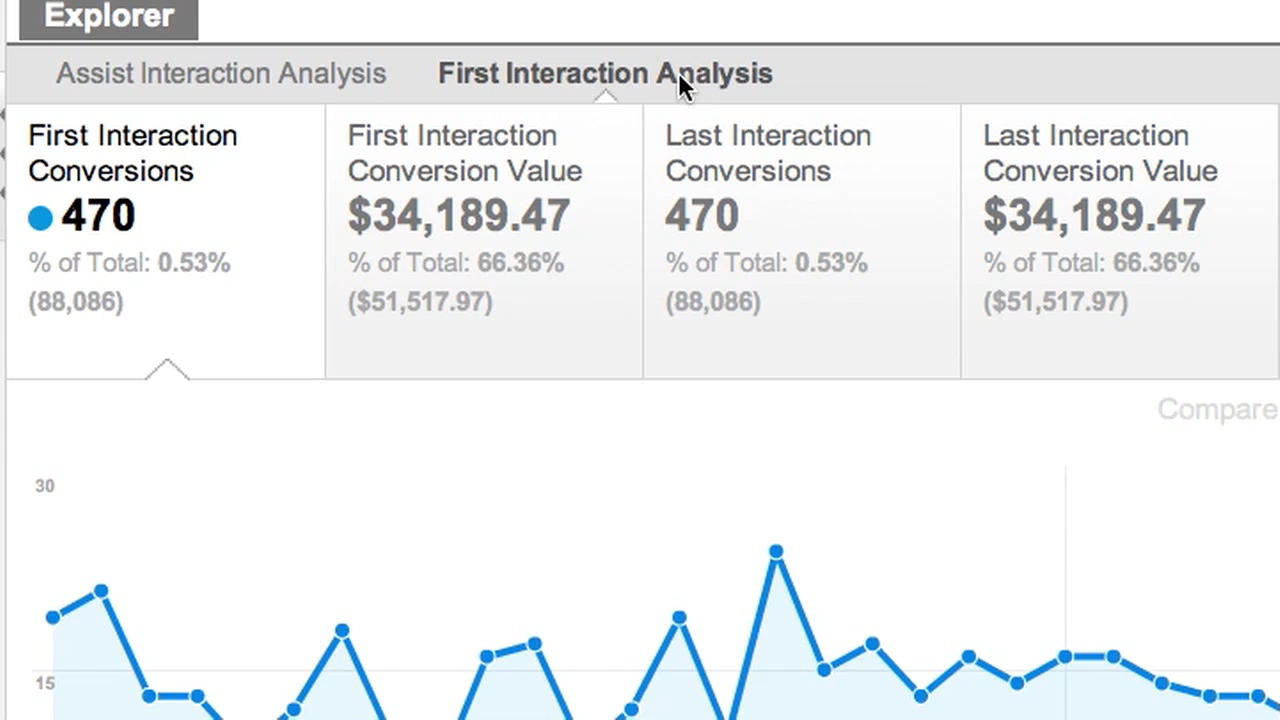 Explorer
Assist Interaction Analysis First Interaction Analysis
First Interaction
Conversions
470
% of Total: 0.53%
(88,086)
First Interaction
Conversion Value
$34,189.47
% of Total: 66.36%
($51,517.97)
Last Interaction
Conversions
470
% of Total: 0.53%
(88,086)
Last Interaction
Conversion Value
$34,189.47
% of Total: 66.36%
($51,517.97)
Compare
30
15